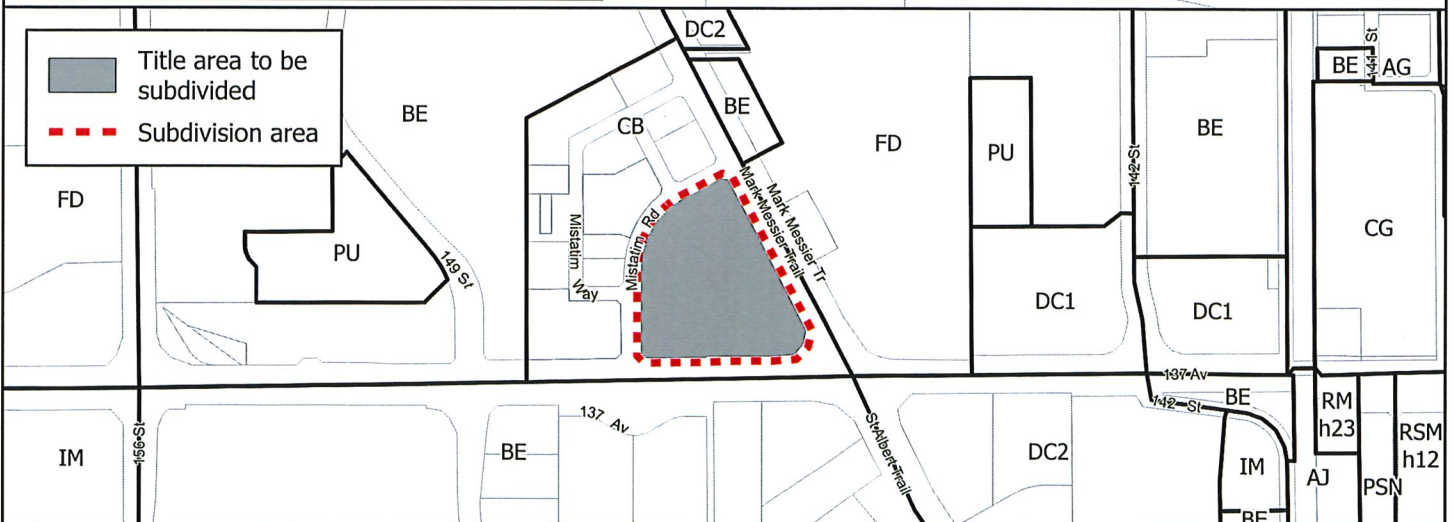 Title area to be
subdivided
Subdivision area
DC2
BE
BE
CB
FD
PU
BE
BE
141 St
AG
FD
PU
149 St
Mistatim
Way
Mistatim Rd
Mark Messier Trail
Mark Messier Tr
142 St
DC1
DC1
CG
137 Av
142 St
BE
RM
h23
RSM
h12
IM
156 St
BE
137 Av
St Albert Trail
DC2
IM
AJ
PSN
BE